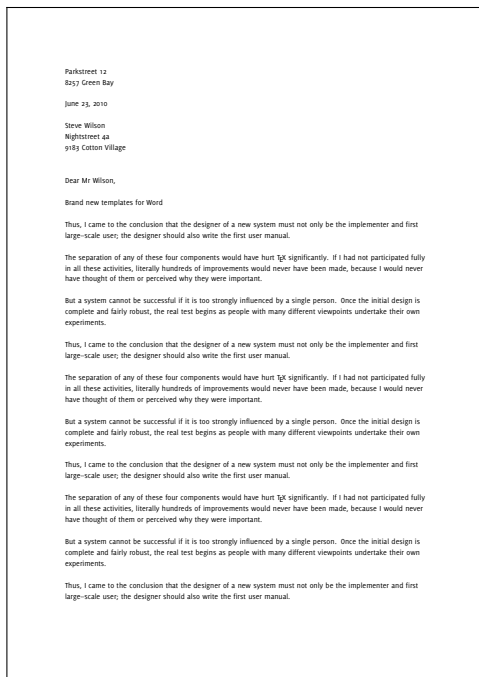 Parkstreet 12
8257 Green Bay
June 23, 2010
Steve Wilson
Nightstreet 4a
9183 Cotton Village
Dear Mr Wilson,
Brand new templates for Word
Thus, I came to the conclusion that the designer of a new system must not only be the implementer and first
large-scale user; the designer should also write the first user manual.
The separation of any of these four components would have hurt TEX significantly. If I had not participated fully
in all these activities, literally hundreds of improvements would never have been made, because I would never
have thought of them or perceived why they were important.
But a system cannot be successful if it is too strongly influenced by a single person. Once the initial design is
complete and fairly robust, the real test begins as people with many different viewpoints undertake their own
experiments.
Thus, I came to the conclusion that the designer of a new system must not only be the implementer and first
large-scale user; the designer should also write the first user manual.
The separation of any of these four components would have hurt TEX significantly. If I had not participated fully
in all these activities, literally hundreds of improvements would never have been made, because I would never
have thought of them or perceived why they were important.
But a system cannot be successful if it is too strongly influenced by a single person. Once the initial design is
complete and fairly robust, the real test begins as people with many different viewpoints undertake their own
experiments.
Thus, I came to the conclusion that the designer of a new system must not only be the implementer and first
large-scale user; the designer should also write the first user manual.
The separation of any of these four components would have hurt TEX significantly. If I had not participated fully
in all these activities, literally hundreds of improvements would never have been made, because I would never
have thought of them or perceived why they were important.
But a system cannot be successful if it is too strongly influenced by a single person. Once the initial design is
complete and fairly robust, the real test begins as people with many different viewpoints undertake their own
experiments.
Thus, I came to the conclusion that the designer of a new system must not only be the implementer and first
large-scale user; the designer should also write the first user manual.